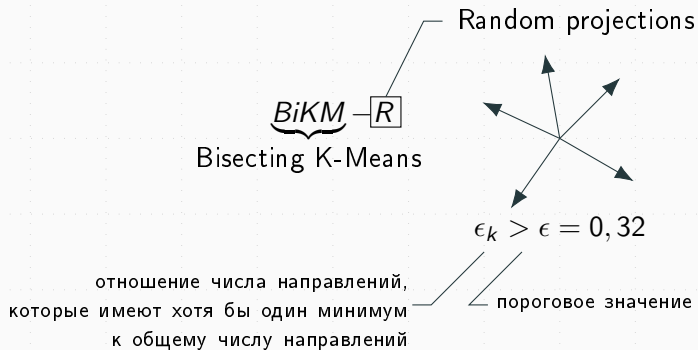 Random projections
BiKM – R
Bisecting K-Means
ϵₖ > ϵ = 0,32
отношение числа направлений,
которые имеют хотя бы один минимум
к общему числу направлений
пороговое значение